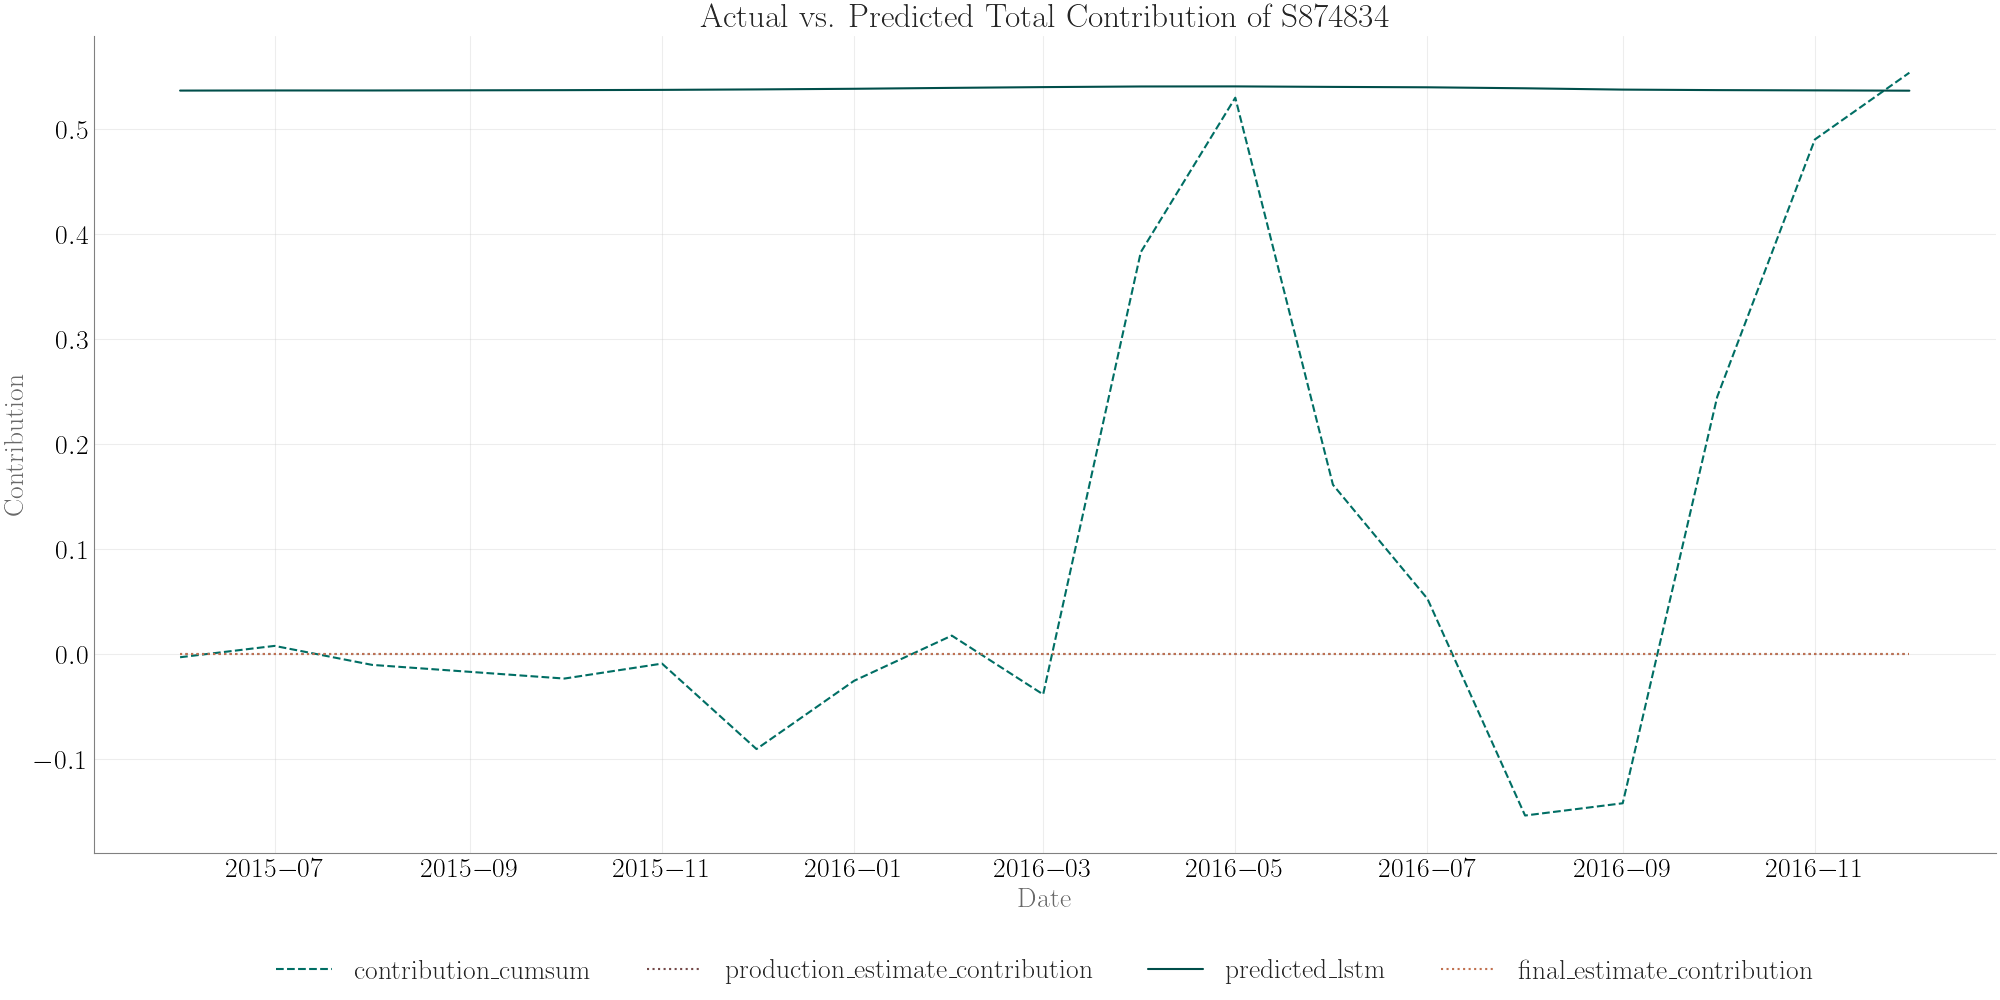 Actual vs. Predicted Total Contribution of S874834
Contribution
0.5
0.4
0.3
0.2
0.1
0.0
−0.1
2015−07 2015−09 2015−11 2016−01 2016−03 2016−05 2016−07 2016−09 2016−11
Date
contribution_cumsum production_estimate_contribution predicted_lstm final_estimate_contribution